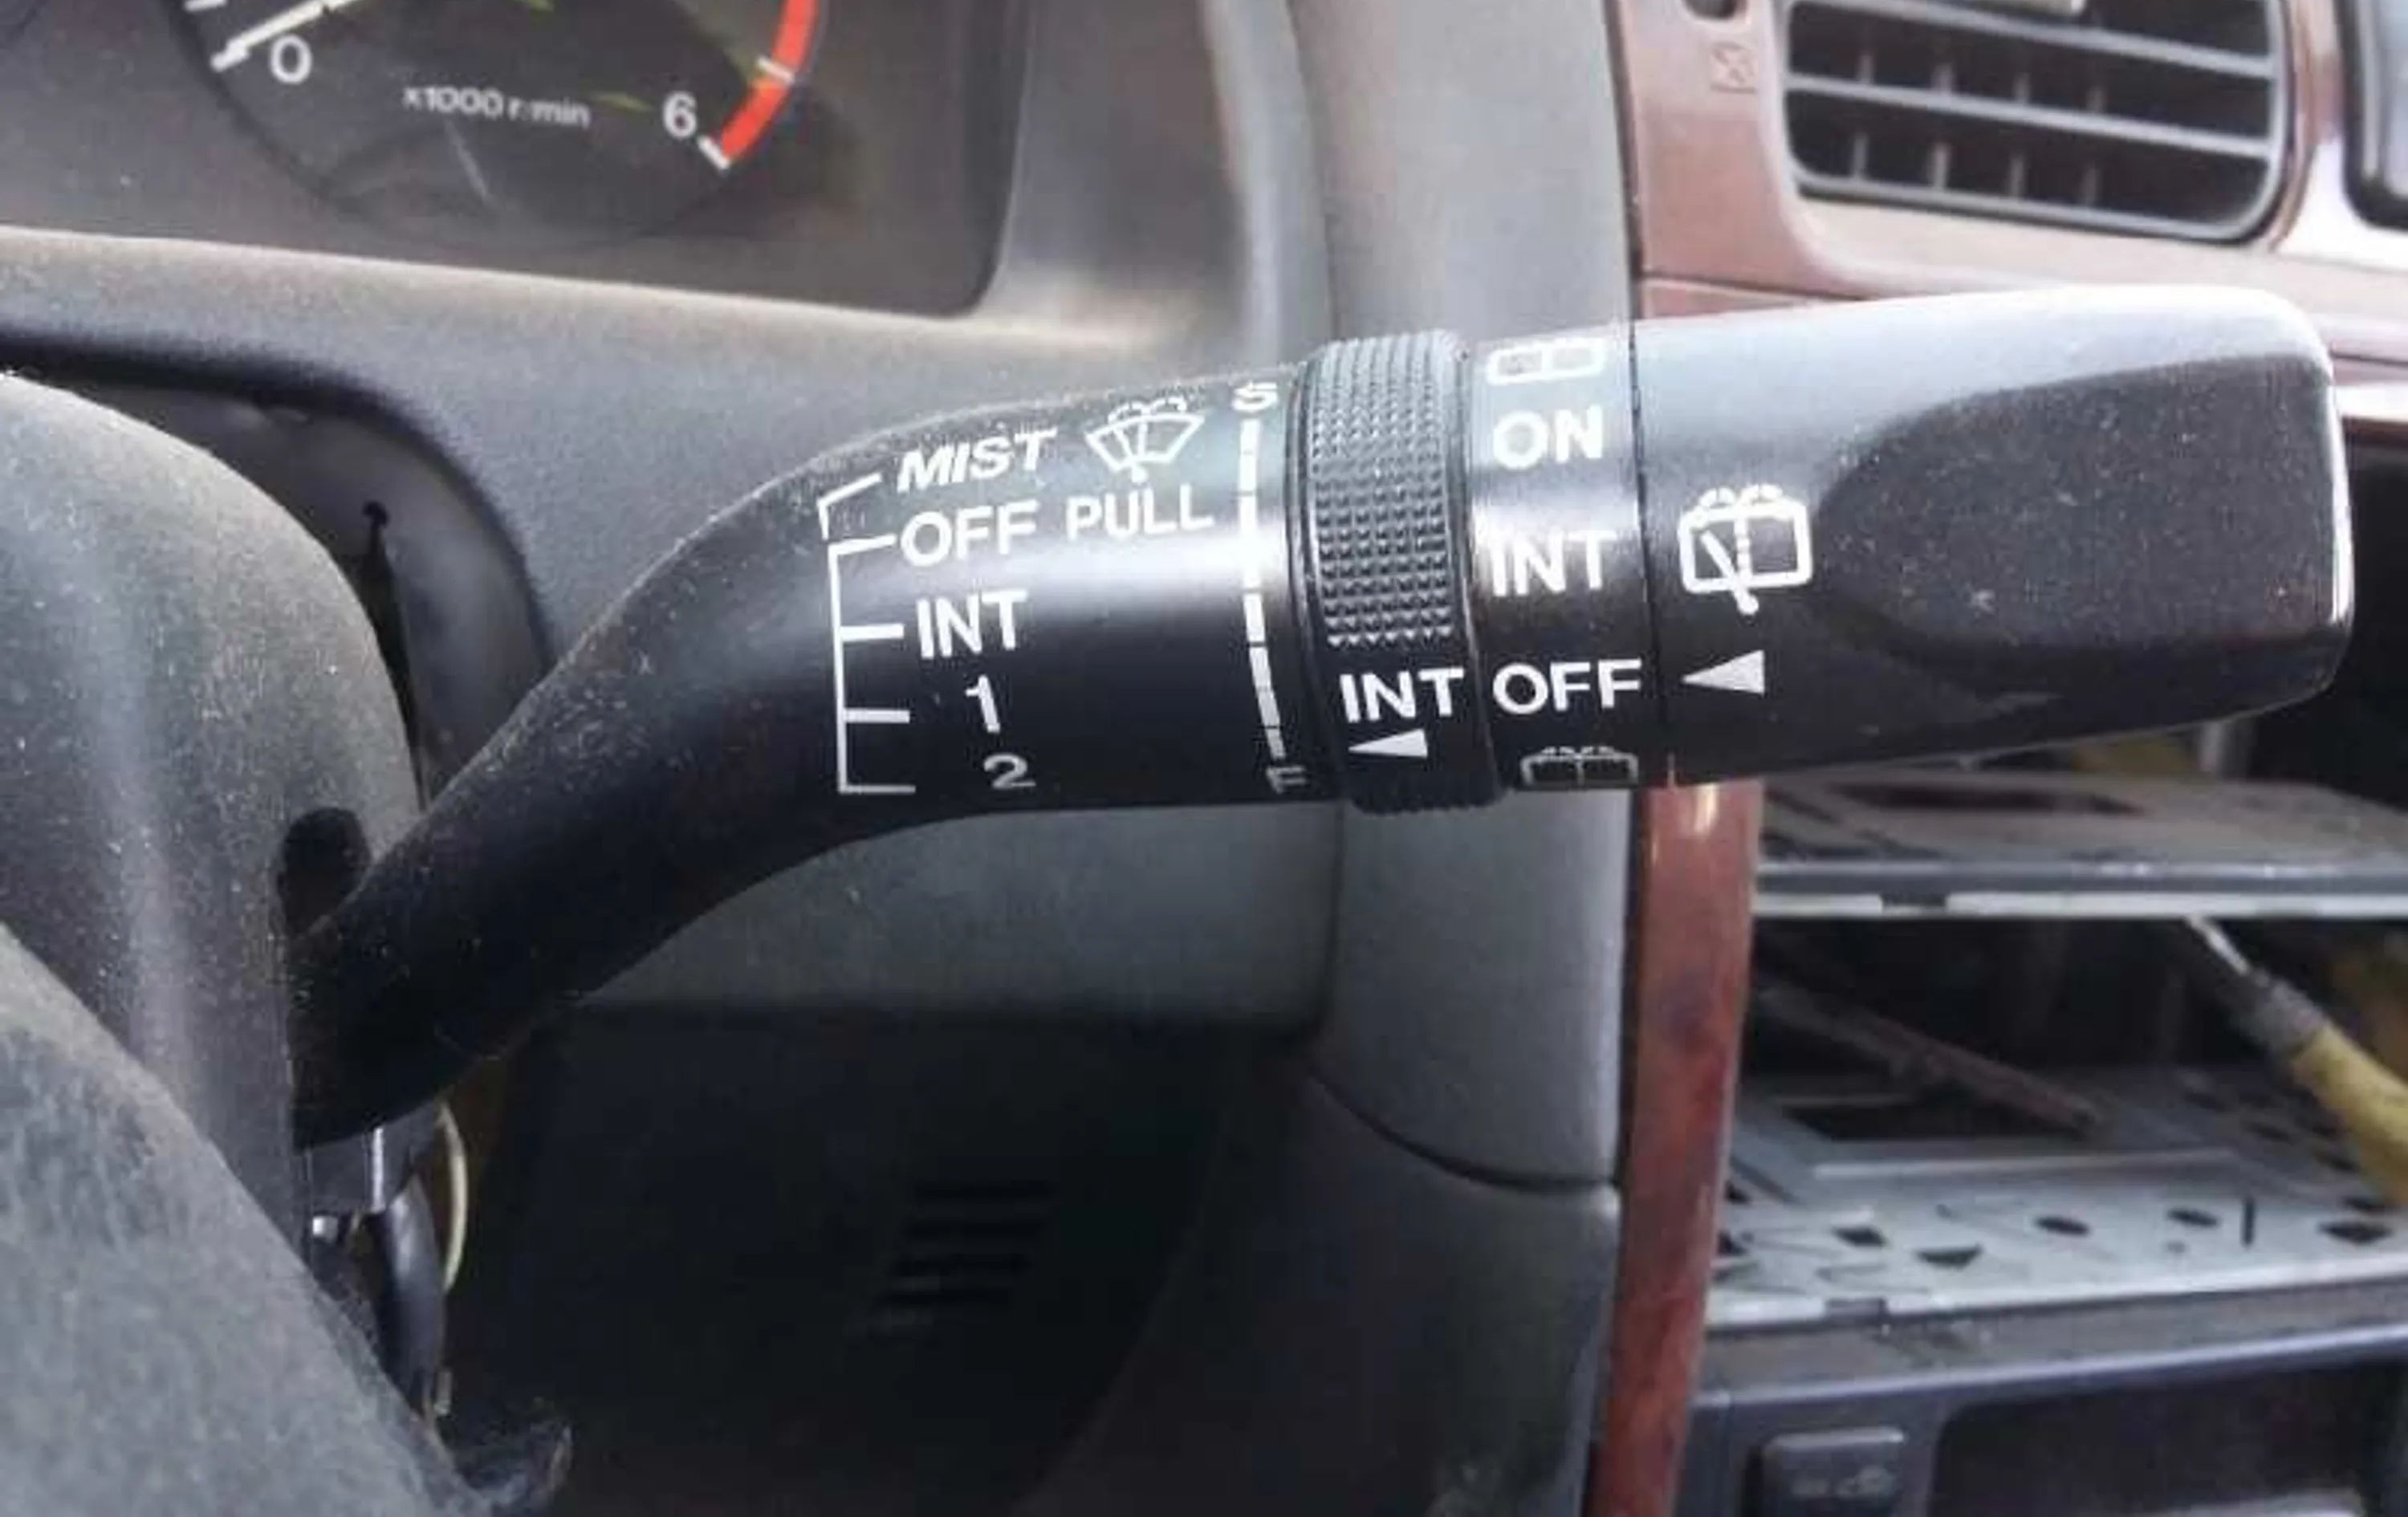 0
x1000 r/min
6
MIST
OFF PULL
INT
1
2
S
F
INT
ON
INT
OFF